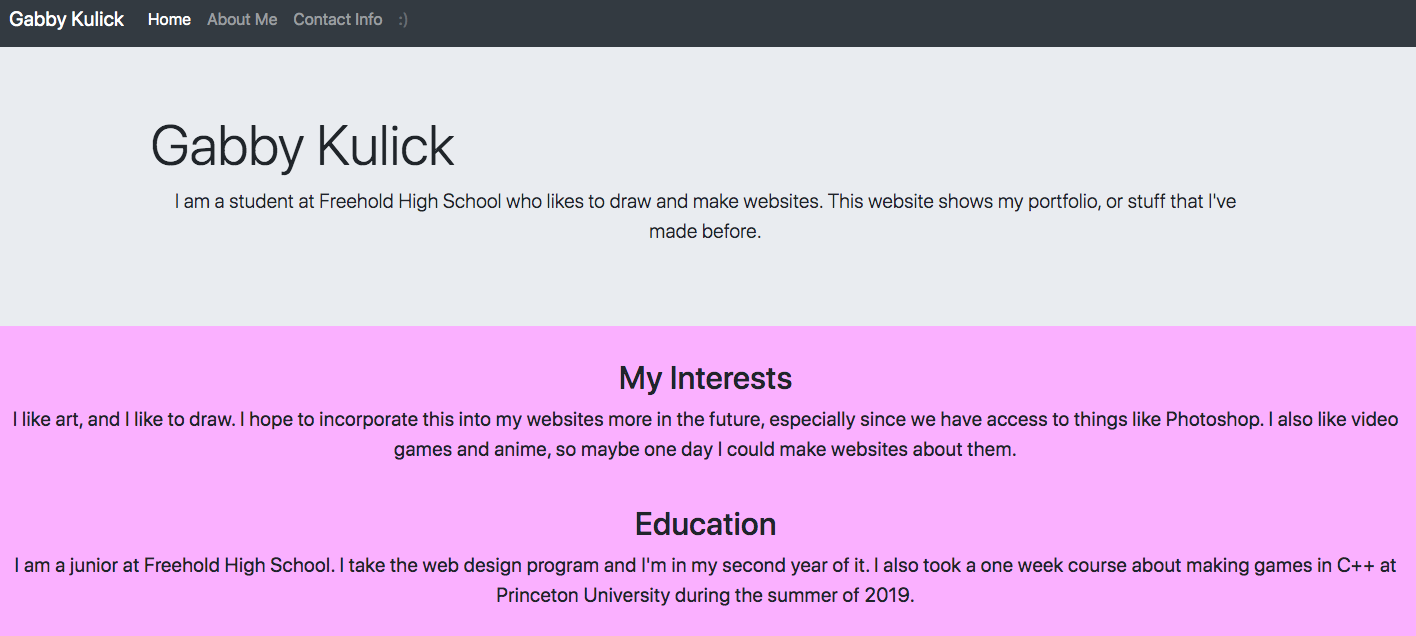 Gabby Kulick Home About Me Contact Info :)
Gabby Kulick
I am a student at Freehold High School who likes to draw and make websites. This website shows my portfolio, or stuff that I've
made before.
My Interests
I like art, and I like to draw. I hope to incorporate this into my websites more in the future, especially since we have access to things like Photoshop. I also like video
games and anime, so maybe one day I could make websites about them.
Education
I am a junior at Freehold High School. I take the web design program and I'm in my second year of it. I also took a one week course about making games in C++ at
Princeton University during the summer of 2019.